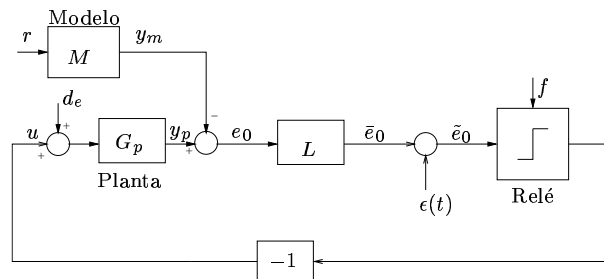 Modelo
r
M
y_m
d_e
+
−
u
+
G_p
y_p
+
e_0
L
ē_0
ẽ_0
f
Planta
ϵ(t)
Relé
−1